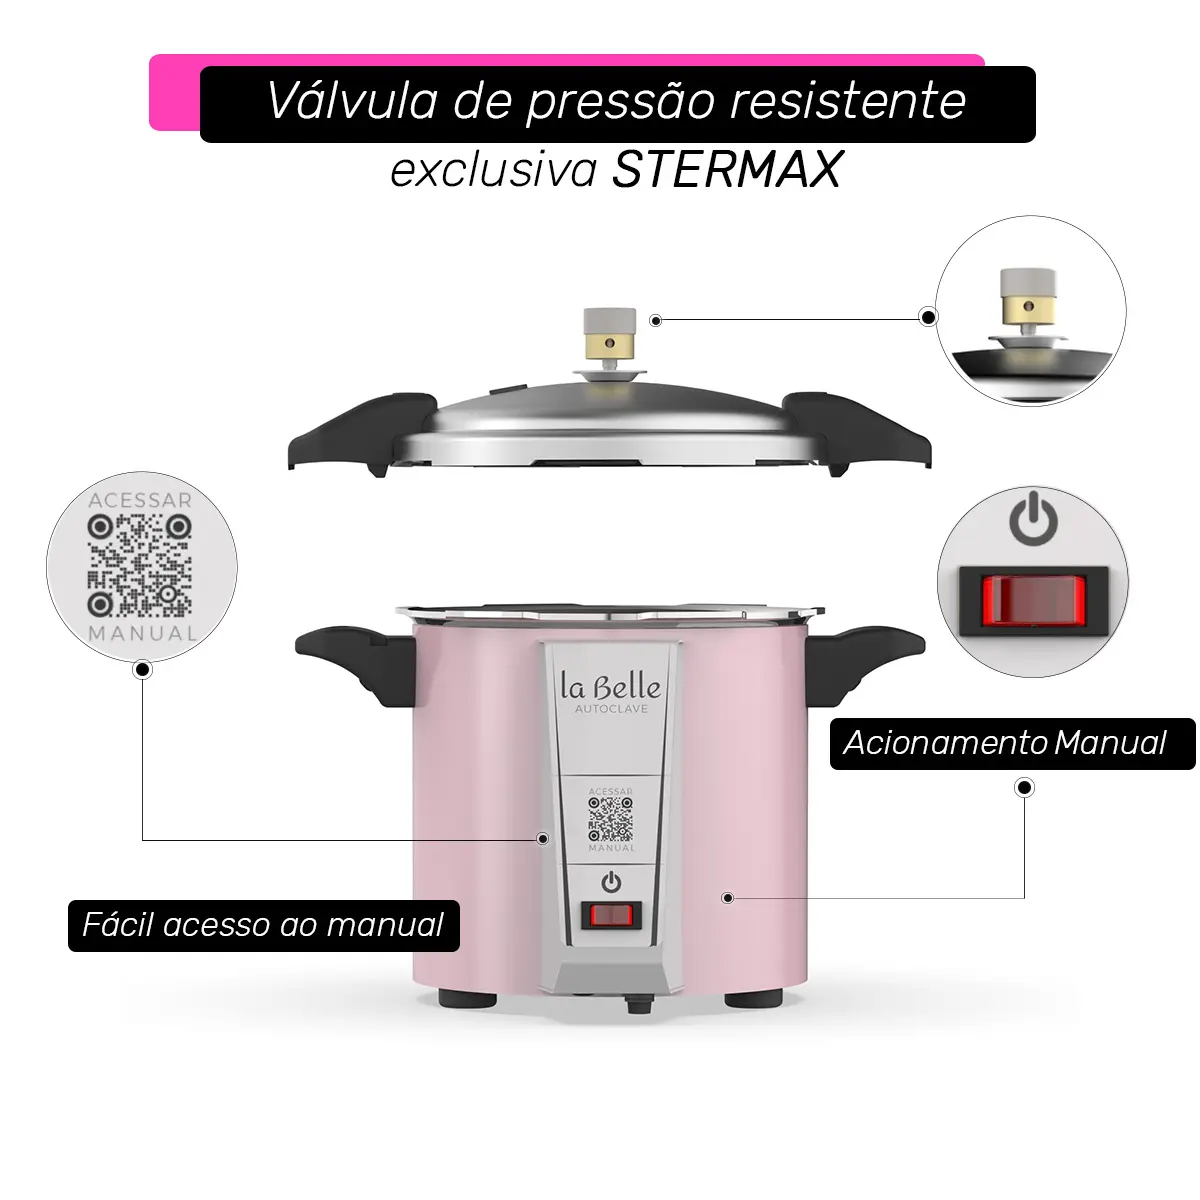 Válvula de pressão resistente
exclusiva STERMAX
ACESSAR
MANUAL
la Belle
AUTOCLAVE
Acionamento Manual
ACESSAR
MANUAL
Fácil acesso ao manual